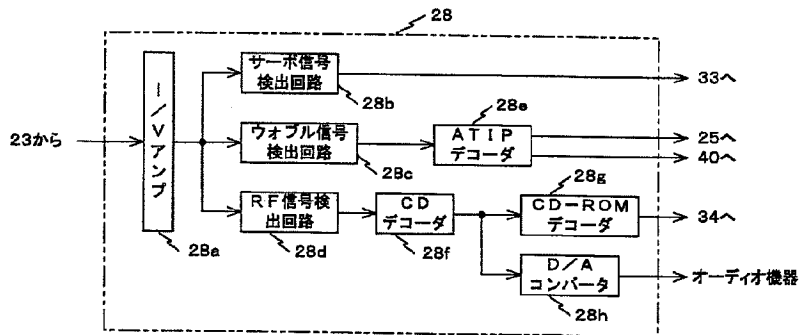 28
サーボ信号
検出回路
33へ
28b
28e
23から
I/Vアンプ
ウォブル信号
検出回路
ATIP
デコーダ
25へ
40へ
28c
28g
RF信号検
出回路
CD
デコーダ
CD-ROM
デコーダ
34へ
28a
28d
28f
D/A
コンバータ
オーディオ機器
28h